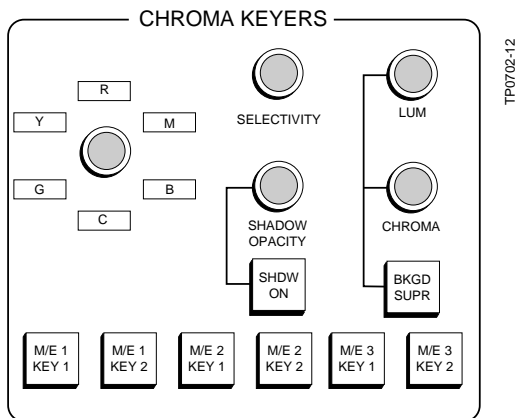 CHROMA KEYERS
TP0702-12
R
Y
M
G
B
C
SELECTIVITY
LUM
SHADOW
OPACITY
CHROMA
SHDW
ON
BKGD
SUPR
M/E 1
KEY 1
M/E 1
KEY 2
M/E 2
KEY 1
M/E 2
KEY 2
M/E 3
KEY 1
M/E 3
KEY 2